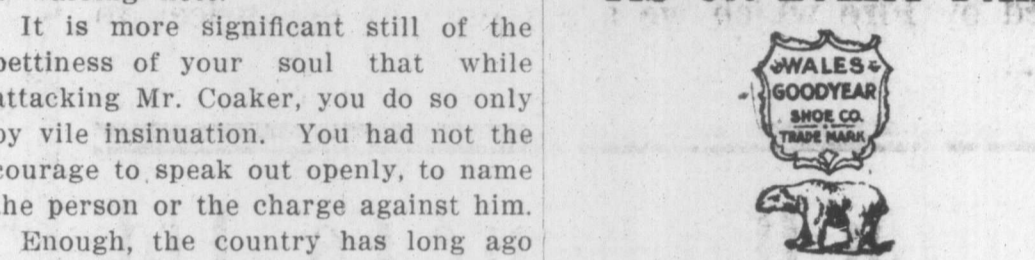 It is more significant still of the
pettiness of your soul that while
attacking Mr. Coaker, you do so only
by vile insinuation. You had not the
courage to speak out openly, to name
the person or the charge against him.
Enough, the country has long ago
WALES
GOODYEAR
SHOE CO.
TRADE MARK